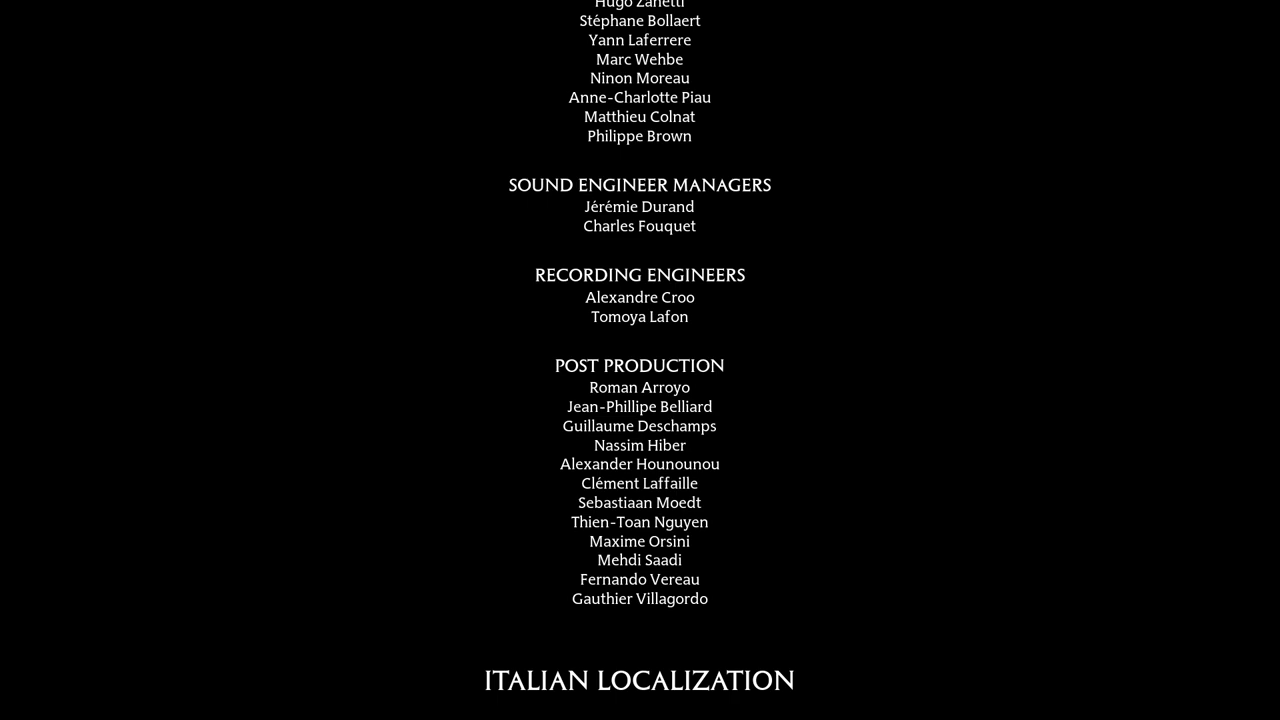 Hugo Zanetti
Stéphane Bollaert
Yann Laferrere
Marc Wehbe
Ninon Moreau
Anne-Charlotte Piau
Matthieu Colnat
Philippe Brown
SOUND ENGINEER MANAGERS
Jérémie Durand
Charles Fouquet
RECORDING ENGINEERS
Alexandre Croo
Tomoya Lafon
POST PRODUCTION
Roman Arroyo
Jean-Phillipe Belliard
Guillaume Deschamps
Nassim Hiber
Alexander Hounounou
Clément Laffaille
Sebastiaan Moedt
Thien-Toan Nguyen
Maxime Orsini
Mehdi Saadi
Fernando Vereau
Gauthier Villagordo
ITALIAN LOCALIZATION